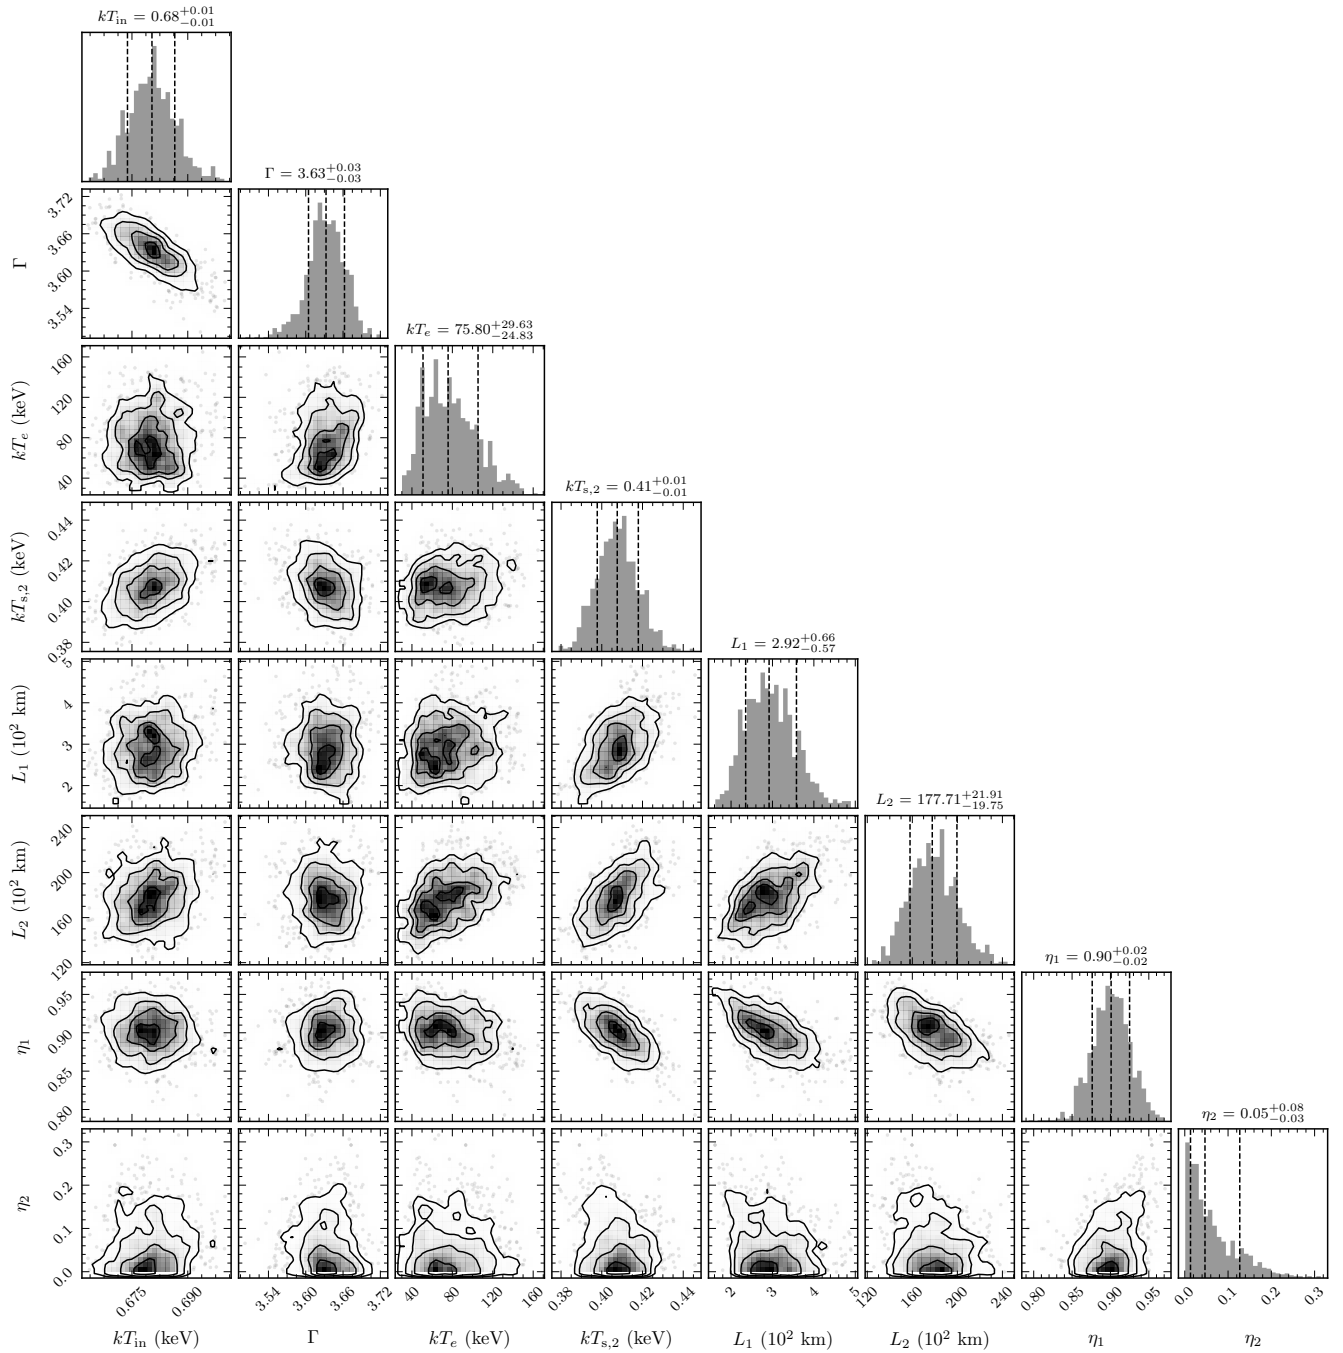 kT_in = 0.68^{+0.01}_{-0.01}
Γ = 3.63^{+0.03}_{-0.03}
3.72
3.66
3.60
3.54
Γ
kT_e = 75.80^{+29.63}_{-24.83}
160
120
80
40
kT_e (keV)
kT_{s,2} = 0.41^{+0.01}_{-0.01}
0.44
0.42
0.40
0.38
kT_{s,2} (keV)
L_1 = 2.92^{+0.66}_{-0.57}
5
4
3
2
L_1 (10^2 km)
L_2 = 177.71^{+21.91}_{-19.75}
240
200
160
120
L_2 (10^2 km)
η_1 = 0.90^{+0.02}_{-0.02}
0.95
0.90
0.85
0.80
η_1
η_2 = 0.05^{+0.08}_{-0.03}
0.3
0.2
0.1
0.0
η_2
0.675 0.690
3.54 3.60 3.66 3.72
40 80 120 160
0.38 0.40 0.42 0.44
2 3 4 5
120 160 200 240
0.80 0.85 0.90 0.95
0.0 0.1 0.2 0.3
kT_in (keV) Γ kT_e (keV) kT_{s,2} (keV) L_1 (10^2 km) L_2 (10^2 km) η_1 η_2